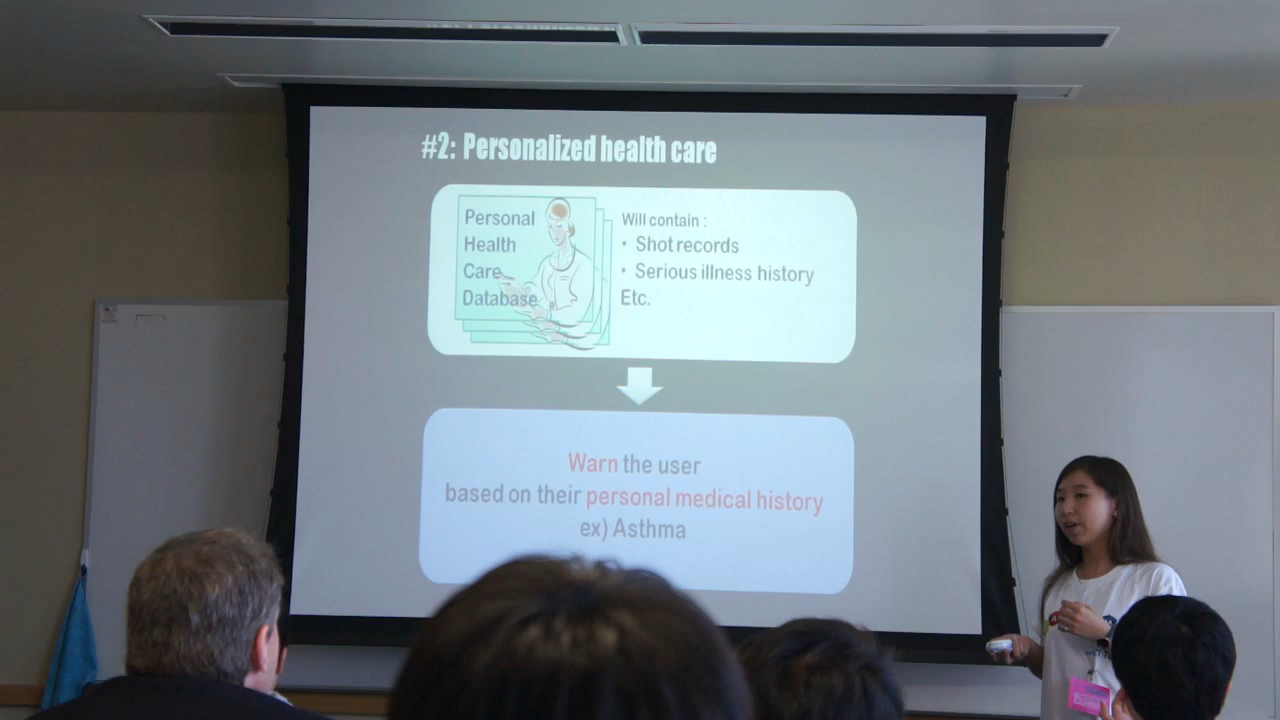 #2: Personalized health care
Personal
Health
Care
Database
Will contain :
• Shot records
• Serious illness history
Etc.
Warn the user
based on their personal medical history
ex) Asthma